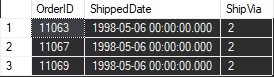 OrderID ShippedDate ShipVia
1 11063 1998-05-06 00:00:00.000 2
2 11067 1998-05-06 00:00:00.000 2
3 11069 1998-05-06 00:00:00.000 2